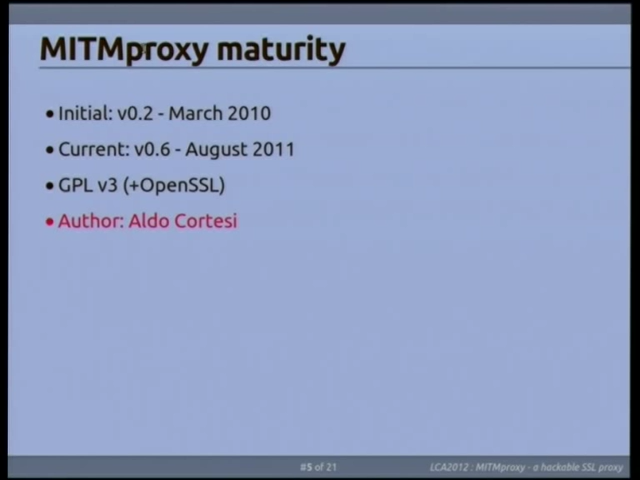 MITMproxy maturity
• Initial: v0.2 - March 2010
• Current: v0.6 - August 2011
• GPL v3 (+OpenSSL)
• Author: Aldo Cortesi
#5 of 21
LCA2012 : MITMproxy - a hackable SSL proxy